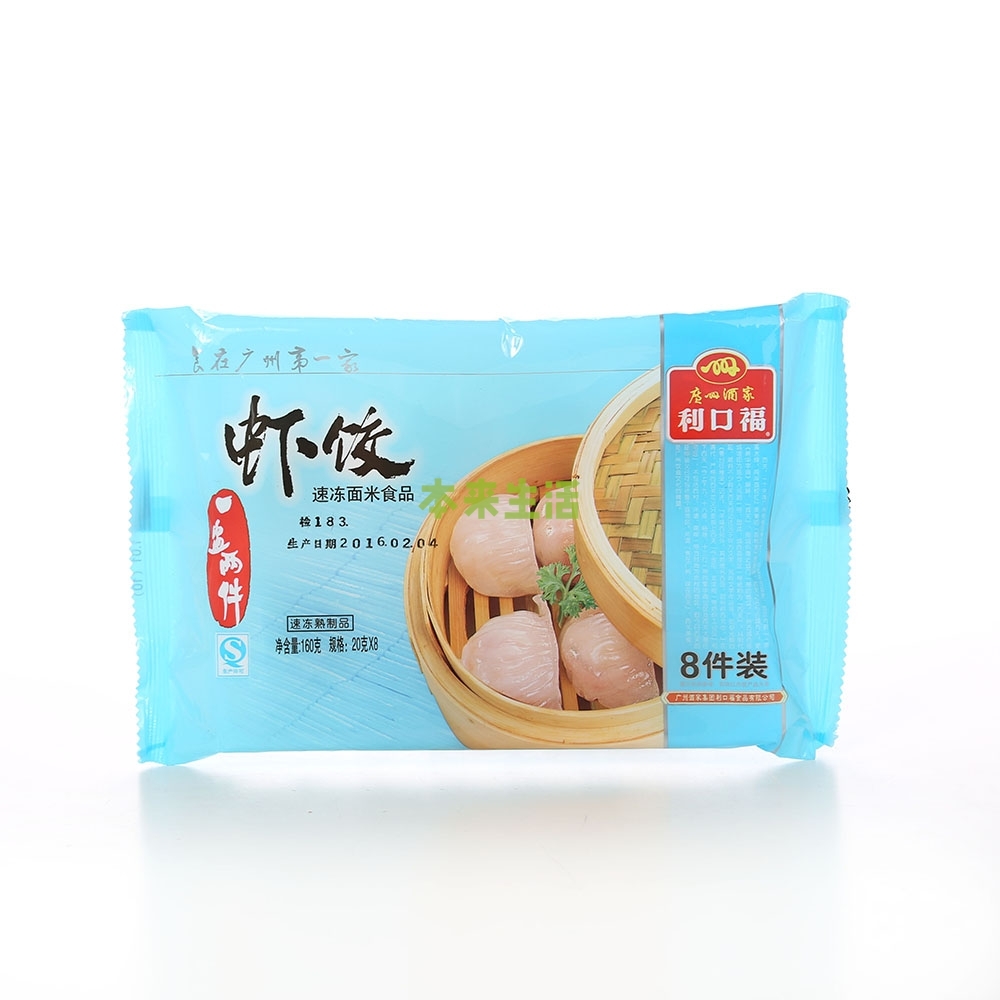 食在广州第一家
虾饺
速冻面米食品
本来生活
检183.
生产日期2016.02.04
一盅两件
速冻熟制品
净含量:160克 规格：20克X8
广州酒家
利口福®
8件装
广州酒家集团利口福食品有限公司